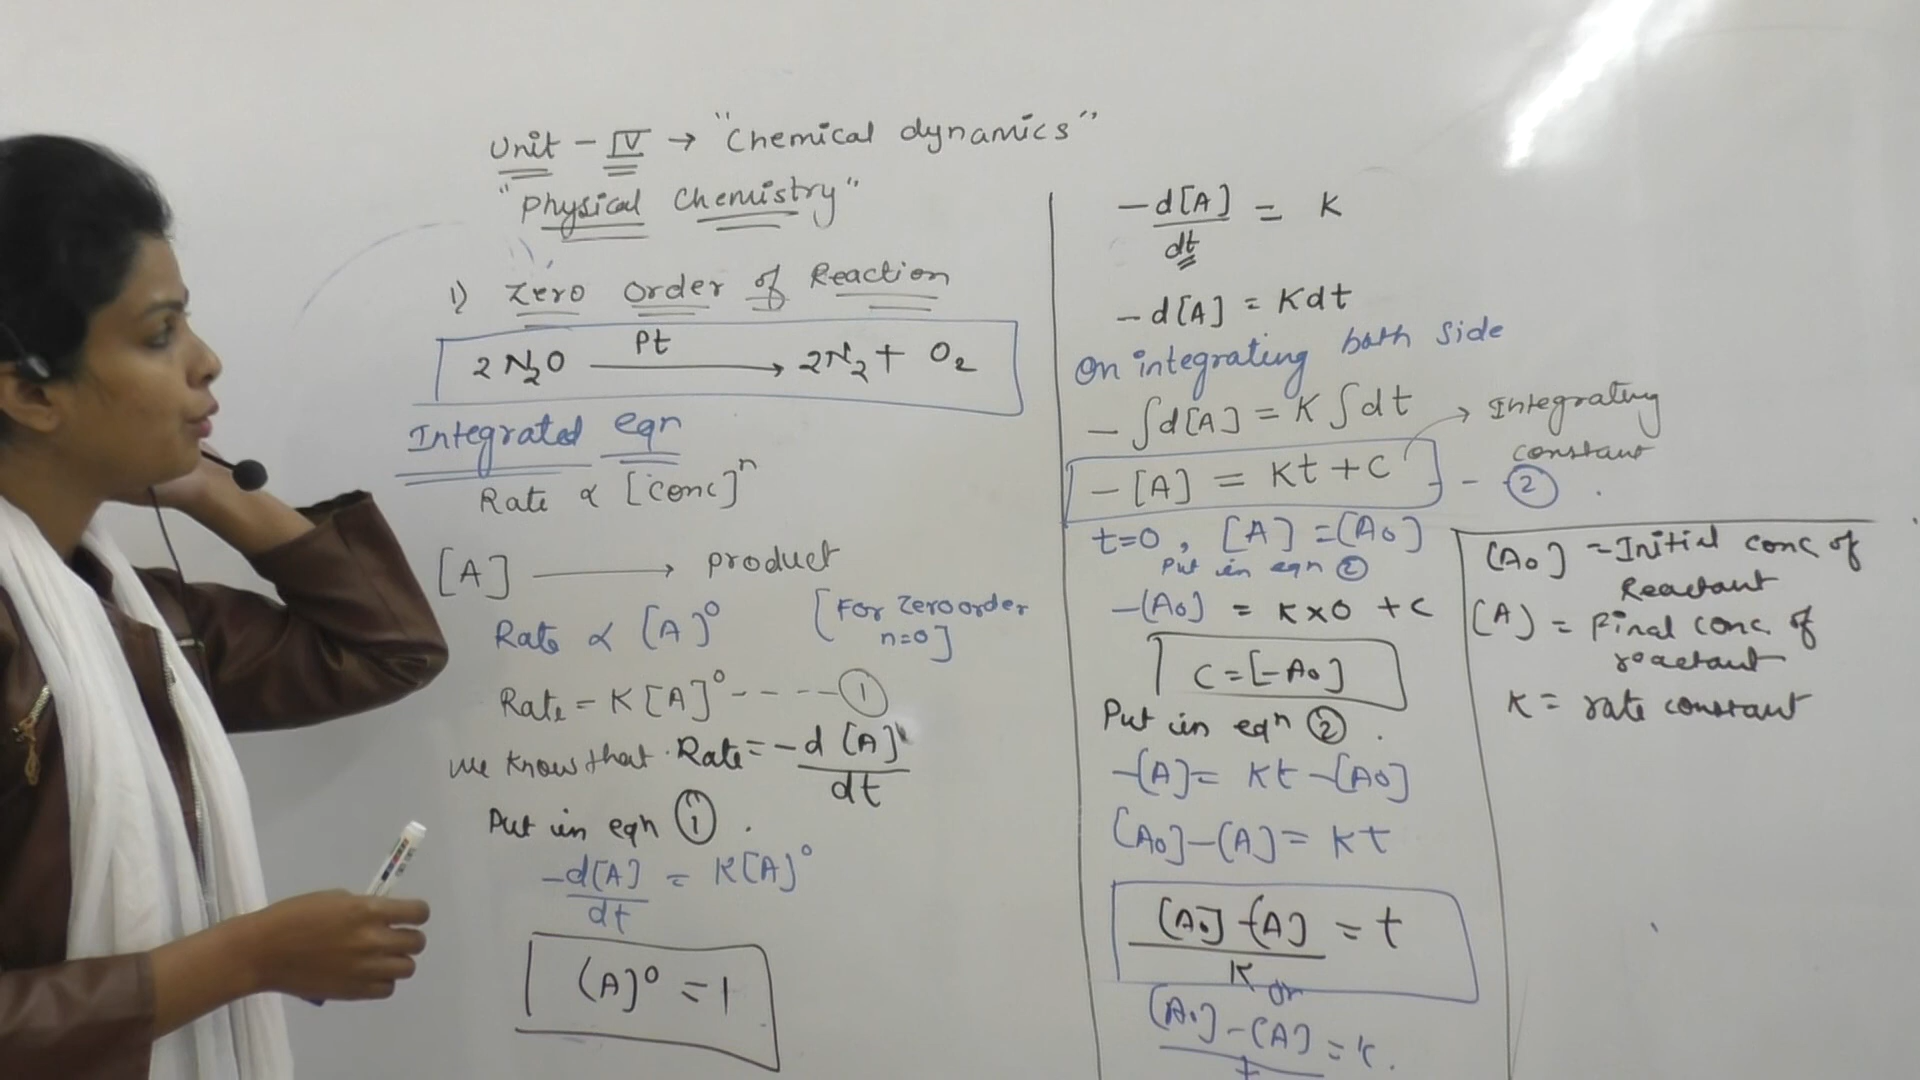 Unit - IV → "Chemical dynamics"
"Physical Chemistry"
1) Zero order of Reaction
2N₂O —Pt→ 2N₂ + O₂
Integrated eqn
Rate ∝ [conc]ⁿ
[A] ⟶ product
Rate ∝ [A]⁰ [For Zero order
n=0]
Rate = K[A]⁰ ---- ①
We know that Rate = -d[A]/dt
Put in eqn ①.
-d[A]/dt = K[A]⁰
(A)⁰ = 1
-d[A]/dt = K
-d[A] = Kdt
On integrating both side
-∫d[A] = K∫dt
-[A] = Kt + C - ②
→ Integrating
constant
t=0, [A] = [A₀]
Put in eqn ②
-[A₀] = K×0 + C
C = [-A₀]
Put in eqⁿ ②.
-[A] = Kt - [A₀]
[A₀] - [A] = Kt
[A₀] - [A] / K = t
or
[A₀] - [A] / t = K.
[A₀] = Initial conc of
Reactant
[A] = Final conc. of
reactant
K = rate constant